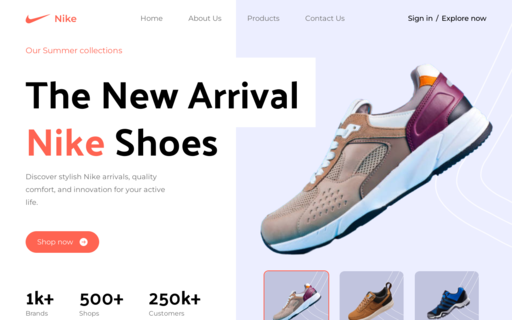 Nike
Home
About Us
Products
Contact Us
Sign in / Explore now
Our Summer collections
The New Arrival
Nike Shoes
Discover stylish Nike arrivals, quality
comfort, and innovation for your active
life.
Shop now
1k+
Brands
500+
Shops
250k+
Customers